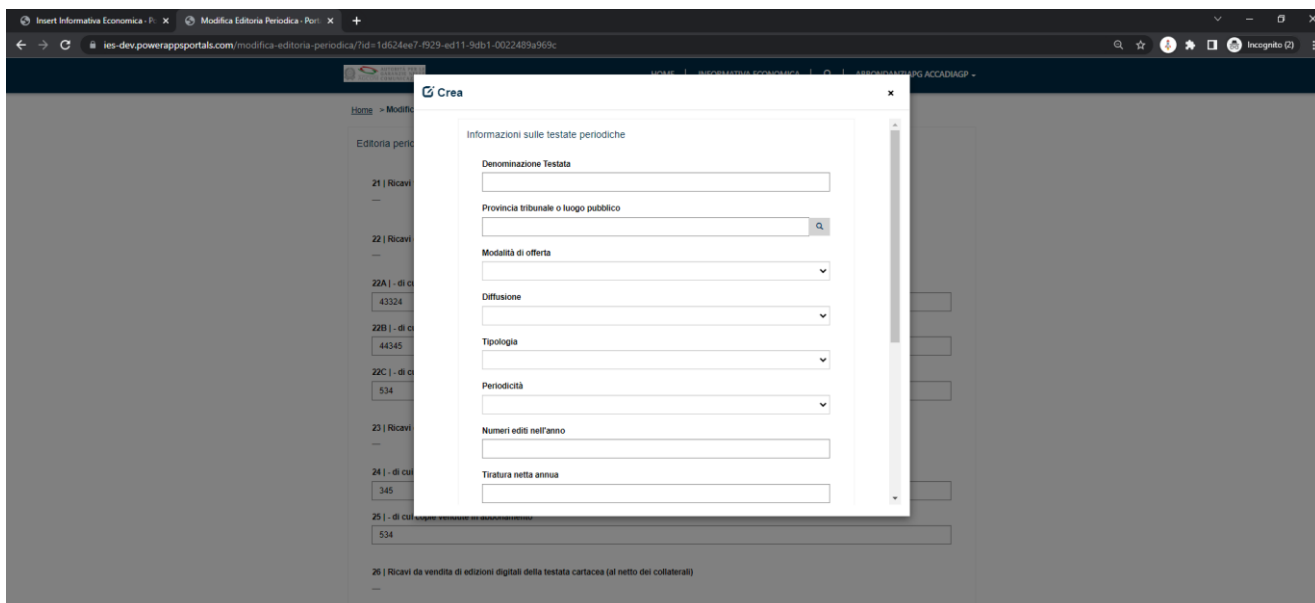 Insert Informativa Economica - P
Modifica Editoria Periodica - Port
ies-dev.powerappsportals.com/modifica-editoria-periodica/?id=1d624ee7-f929-ed11-9db1-0022489a969c
Incognito (2)
HOME | INFORMATIVA ECONOMICA | | ABBONDANTIAPG ACCADIAGP
Home > Modific
Editoria perio
21 | Ricavi
—
22 | Ricavi
—
22A | - di cu
43324
22B | - di cu
44345
22C | - di cu
534
23 | Ricavi
—
24 | - di cui
345
25 | - di cui copie vendute in abbonamento
534
26 | Ricavi da vendita di edizioni digitali della testata cartacea (al netto dei collaterali)
—
Crea
×
Informazioni sulle testate periodiche
Denominazione Testata
Provincia tribunale o luogo pubblico
Modalità di offerta
Diffusione
Tipologia
Periodicità
Numeri editi nell'anno
Tiratura netta annua